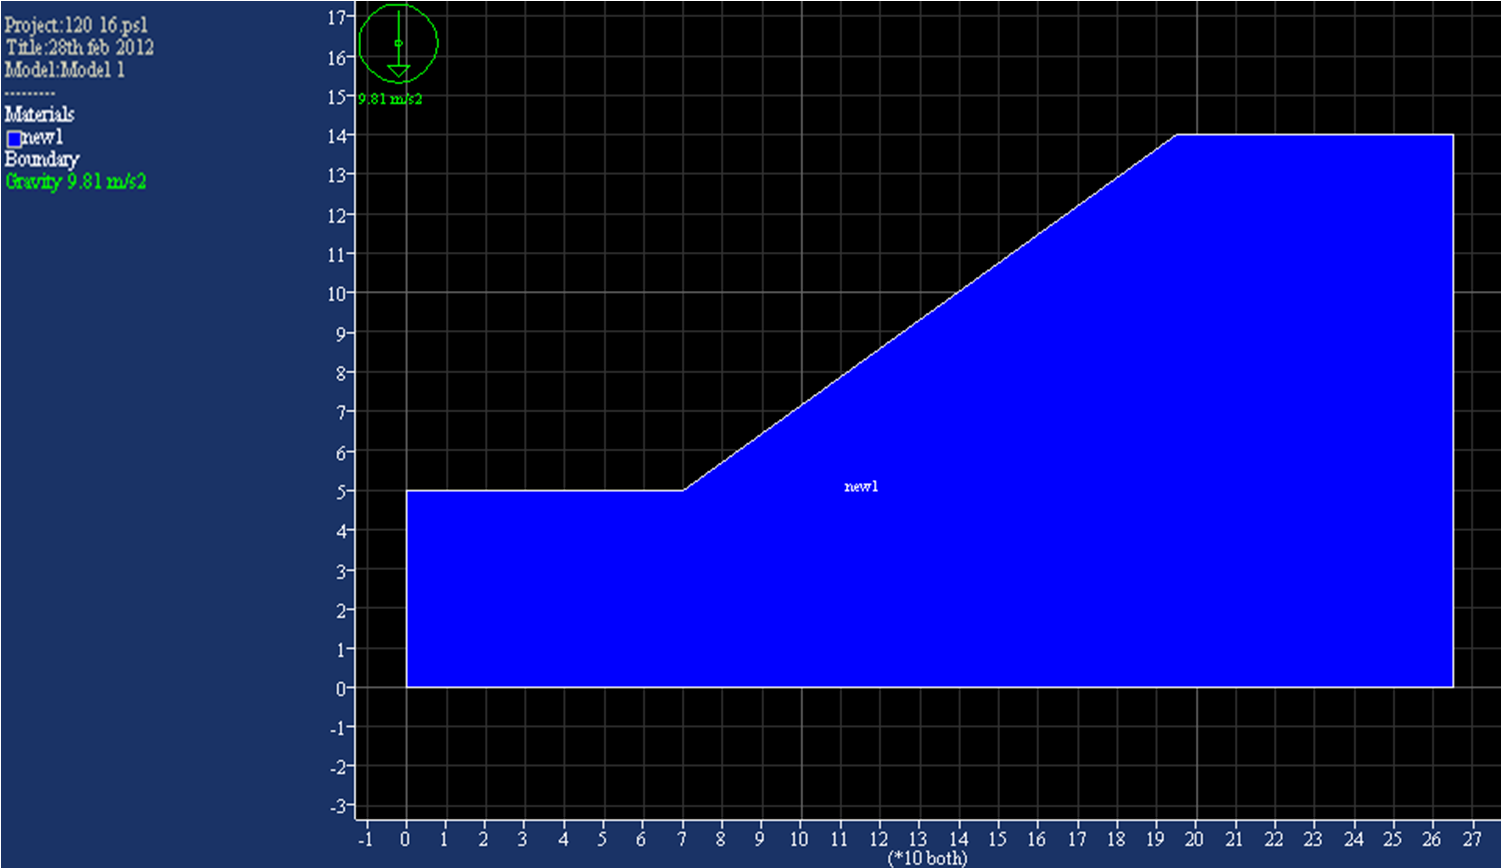 Project:120 16.psl
Title:28th feb 2012
Model:Model 1
---------
Materials
new1
Boundary
Gravity 9.81 m/s2
9.81 m/s2
17
16
15
14
13
12
11
10
9
8
7
6
5
4
3
2
1
0
-1
-2
-3
new1
-1 0 1 2 3 4 5 6 7 8 9 10 11 12 13 14 15 16 17 18 19 20 21 22 23 24 25 26 27
(*10 both)